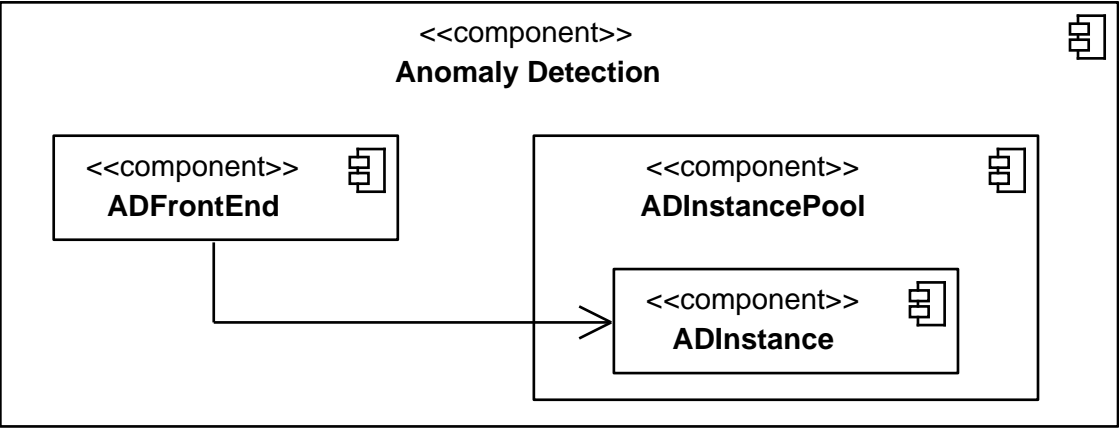 <<component>>
Anomaly Detection
<<component>>
ADFrontEnd
<<component>>
ADInstancePool
<<component>>
ADInstance